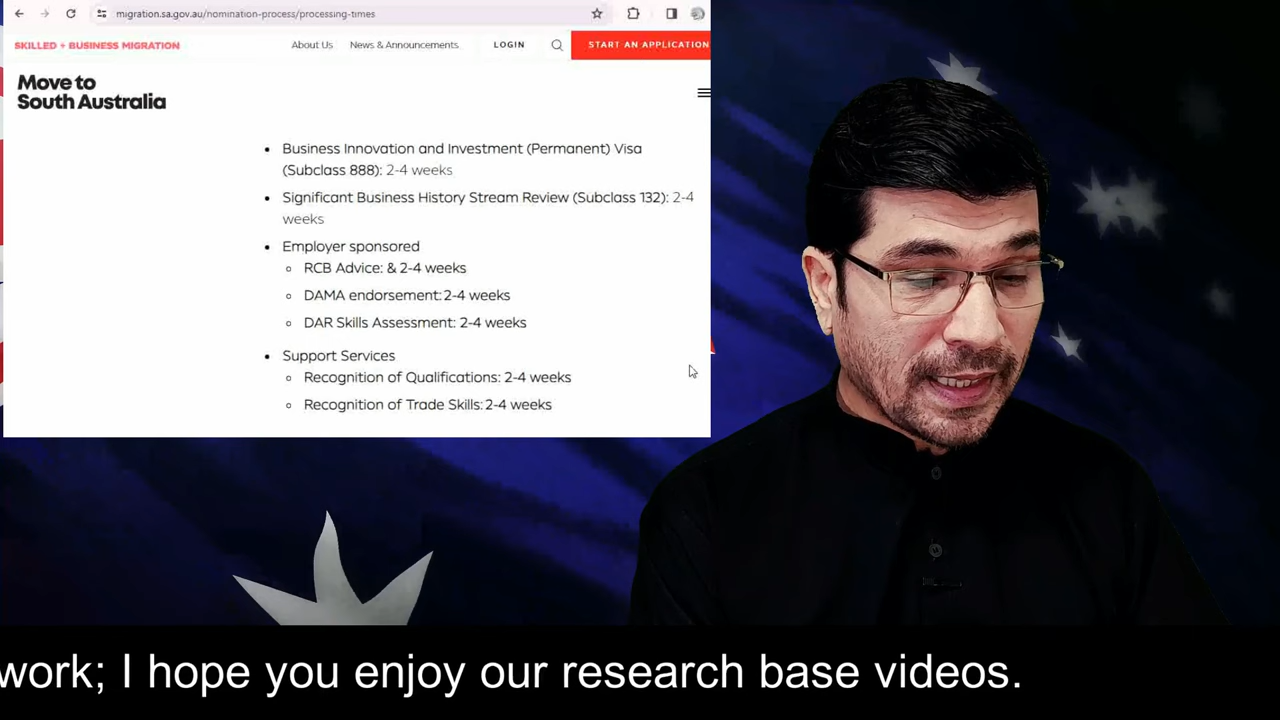 migration.sa.gov.au/nomination-process/processing-times
SKILLED + BUSINESS MIGRATION
About Us
News & Announcements
LOGIN
START AN APPLICATION
Move to
South Australia
• Business Innovation and Investment (Permanent) Visa
(Subclass 888): 2-4 weeks
• Significant Business History Stream Review (Subclass 132): 2-4
weeks
• Employer sponsored
◦ RCB Advice: & 2-4 weeks
◦ DAMA endorsement: 2-4 weeks
◦ DAR Skills Assessment: 2-4 weeks
• Support Services
◦ Recognition of Qualifications: 2-4 weeks
◦ Recognition of Trade Skills: 2-4 weeks
work; I hope you enjoy our research base videos.